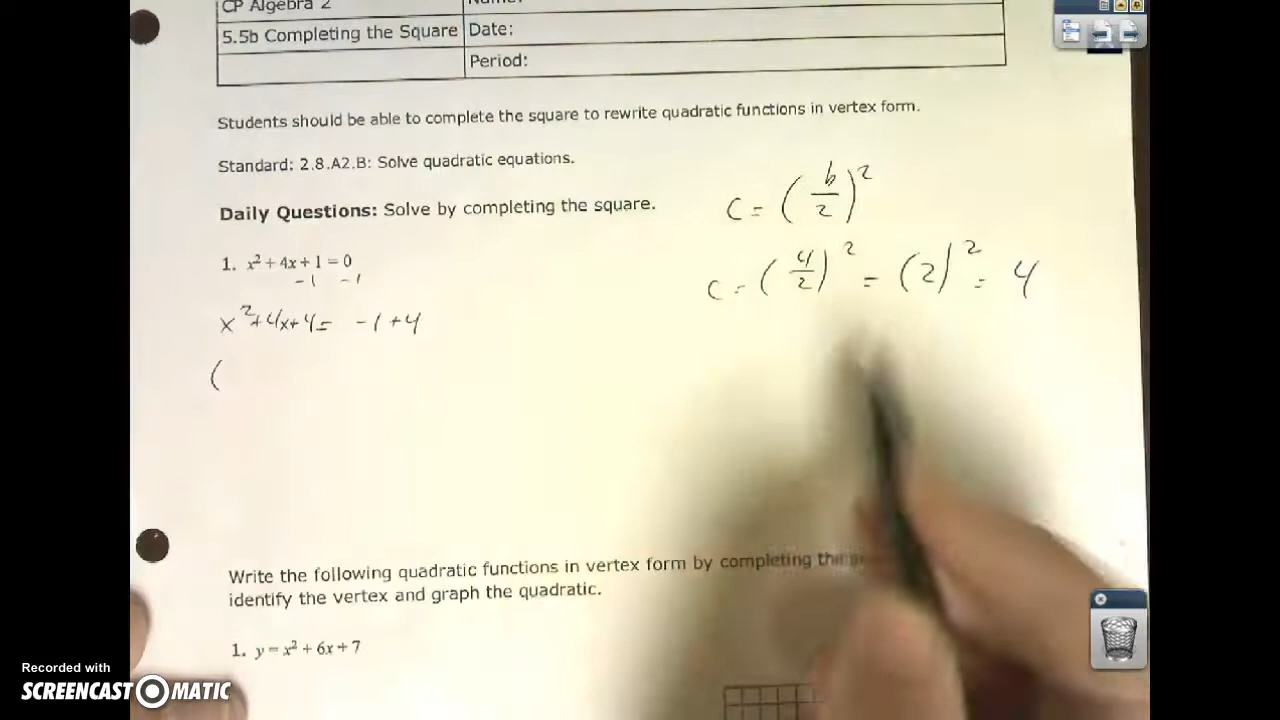 CP Algebra 2
5.5b Completing the Square Date:
Period:
Students should be able to complete the square to rewrite quadratic functions in vertex form.
Standard: 2.8.A2.B: Solve quadratic equations.
Daily Questions: Solve by completing the square.
c = (b/2)²
1. x² + 4x + 1 = 0
-1 -1
c = (4/2)² = (2)² = 4
x² + 4x + 4 = -1 + 4
(
Write the following quadratic functions in vertex form by completing the
identify the vertex and graph the quadratic.
1. y = x² + 6x + 7
Recorded with
SCREENCAST O MATIC